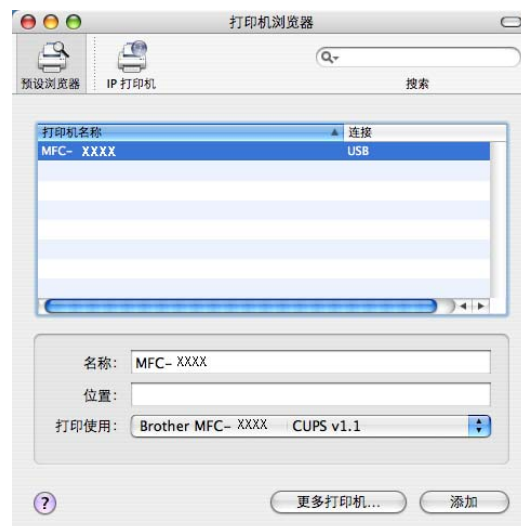 打印机浏览器
预设浏览器 IP 打印机 搜索
打印机名称 连接
MFC- XXXX USB
名称: MFC- XXXX
位置:
打印使用: Brother MFC- XXXX CUPS v1.1
? 更多打印机... 添加